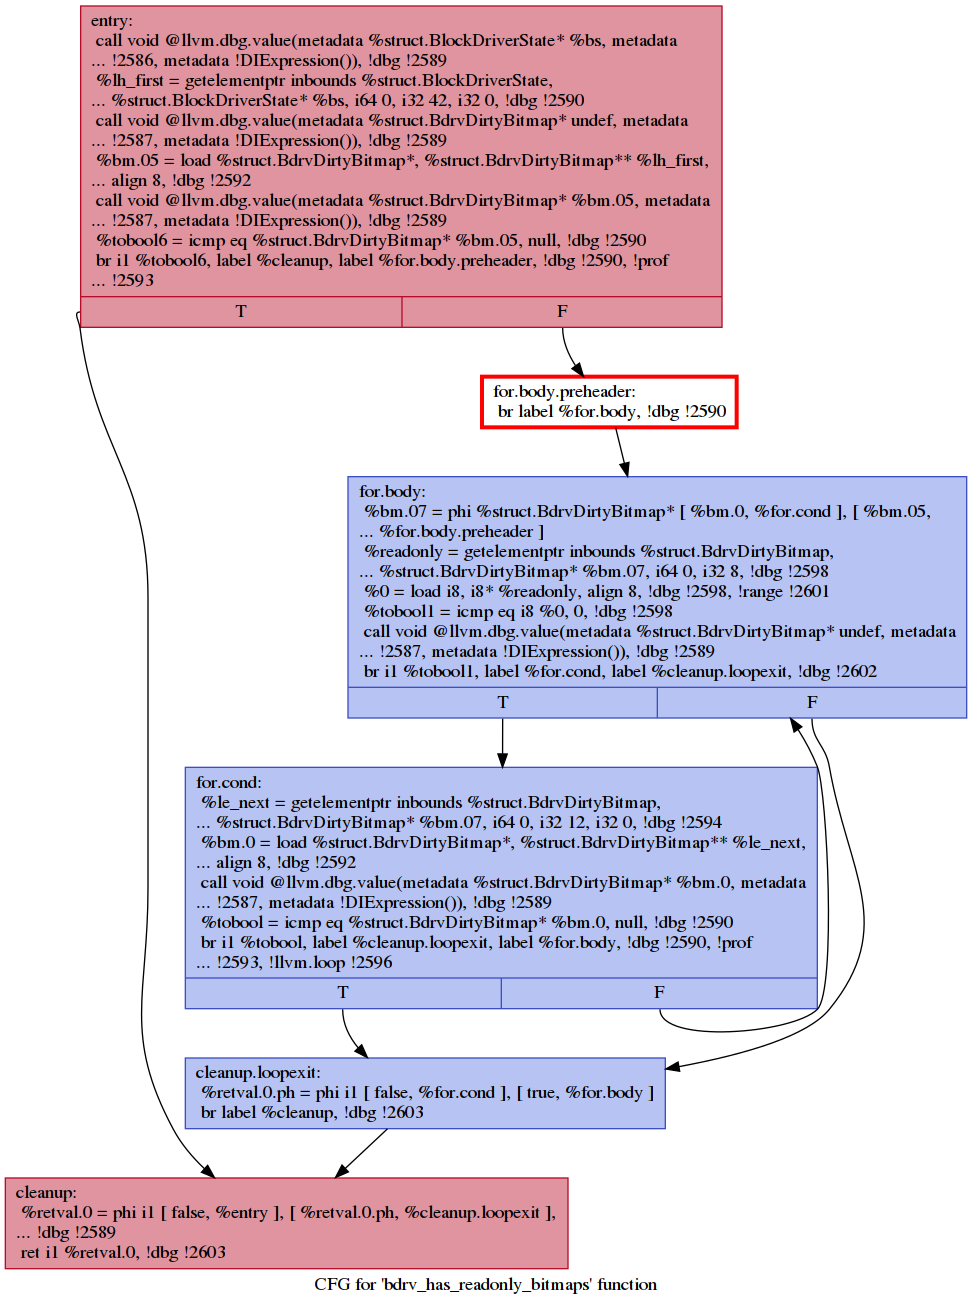 entry:
call void @llvm.dbg.value(metadata %struct.BlockDriverState* %bs, metadata
... !2586, metadata !DIExpression()), !dbg !2589
%lh_first = getelementptr inbounds %struct.BlockDriverState,
... %struct.BlockDriverState* %bs, i64 0, i32 42, i32 0, !dbg !2590
call void @llvm.dbg.value(metadata %struct.BdrvDirtyBitmap* undef, metadata
... !2587, metadata !DIExpression()), !dbg !2589
%bm.05 = load %struct.BdrvDirtyBitmap*, %struct.BdrvDirtyBitmap** %lh_first,
... align 8, !dbg !2592
call void @llvm.dbg.value(metadata %struct.BdrvDirtyBitmap* %bm.05, metadata
... !2587, metadata !DIExpression()), !dbg !2589
%tobool6 = icmp eq %struct.BdrvDirtyBitmap* %bm.05, null, !dbg !2590
br i1 %tobool6, label %cleanup, label %for.body.preheader, !dbg !2590, !prof
... !2593
T F
for.body.preheader:
br label %for.body, !dbg !2590
for.body:
%bm.07 = phi %struct.BdrvDirtyBitmap* [ %bm.0, %for.cond ], [ %bm.05,
... %for.body.preheader ]
%readonly = getelementptr inbounds %struct.BdrvDirtyBitmap,
... %struct.BdrvDirtyBitmap* %bm.07, i64 0, i32 8, !dbg !2598
%0 = load i8, i8* %readonly, align 8, !dbg !2598, !range !2601
%tobool1 = icmp eq i8 %0, 0, !dbg !2598
call void @llvm.dbg.value(metadata %struct.BdrvDirtyBitmap* undef, metadata
... !2587, metadata !DIExpression()), !dbg !2589
br i1 %tobool1, label %for.cond, label %cleanup.loopexit, !dbg !2602
T F
for.cond:
%le_next = getelementptr inbounds %struct.BdrvDirtyBitmap,
... %struct.BdrvDirtyBitmap* %bm.07, i64 0, i32 12, i32 0, !dbg !2594
%bm.0 = load %struct.BdrvDirtyBitmap*, %struct.BdrvDirtyBitmap** %le_next,
... align 8, !dbg !2592
call void @llvm.dbg.value(metadata %struct.BdrvDirtyBitmap* %bm.0, metadata
... !2587, metadata !DIExpression()), !dbg !2589
%tobool = icmp eq %struct.BdrvDirtyBitmap* %bm.0, null, !dbg !2590
br i1 %tobool, label %cleanup.loopexit, label %for.body, !dbg !2590, !prof
... !2593, !llvm.loop !2596
T F
cleanup.loopexit:
%retval.0.ph = phi i1 [ false, %for.cond ], [ true, %for.body ]
br label %cleanup, !dbg !2603
cleanup:
%retval.0 = phi i1 [ false, %entry ], [ %retval.0.ph, %cleanup.loopexit ],
... !dbg !2589
ret i1 %retval.0, !dbg !2603
CFG for 'bdrv_has_readonly_bitmaps' function